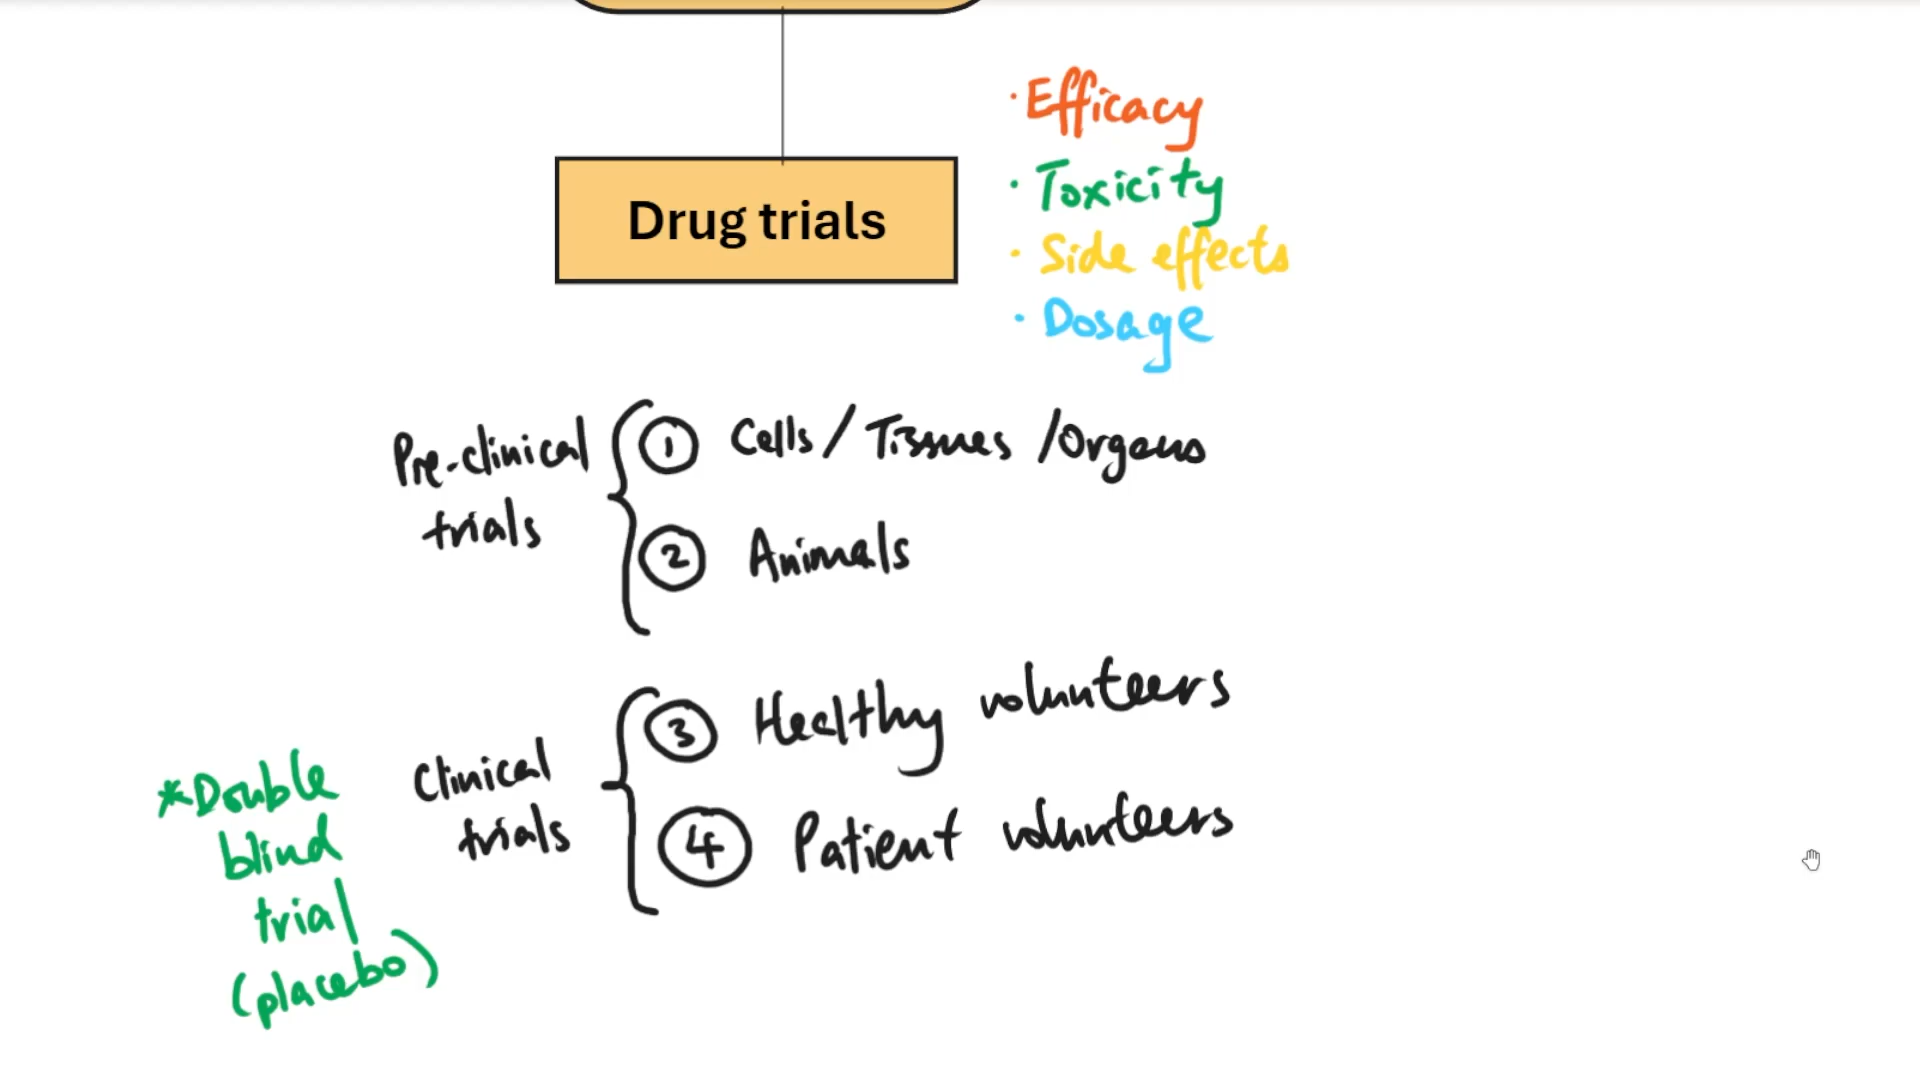 Drug trials
· Efficacy
· Toxicity
· Side effects
· Dosage
Pre-clinical
trials
① Cells / Tissues / Organs
② Animals
Clinical
trials
③ Healthy volunteers
④ Patient volunteers
*Double
blind
trial
(placebo)